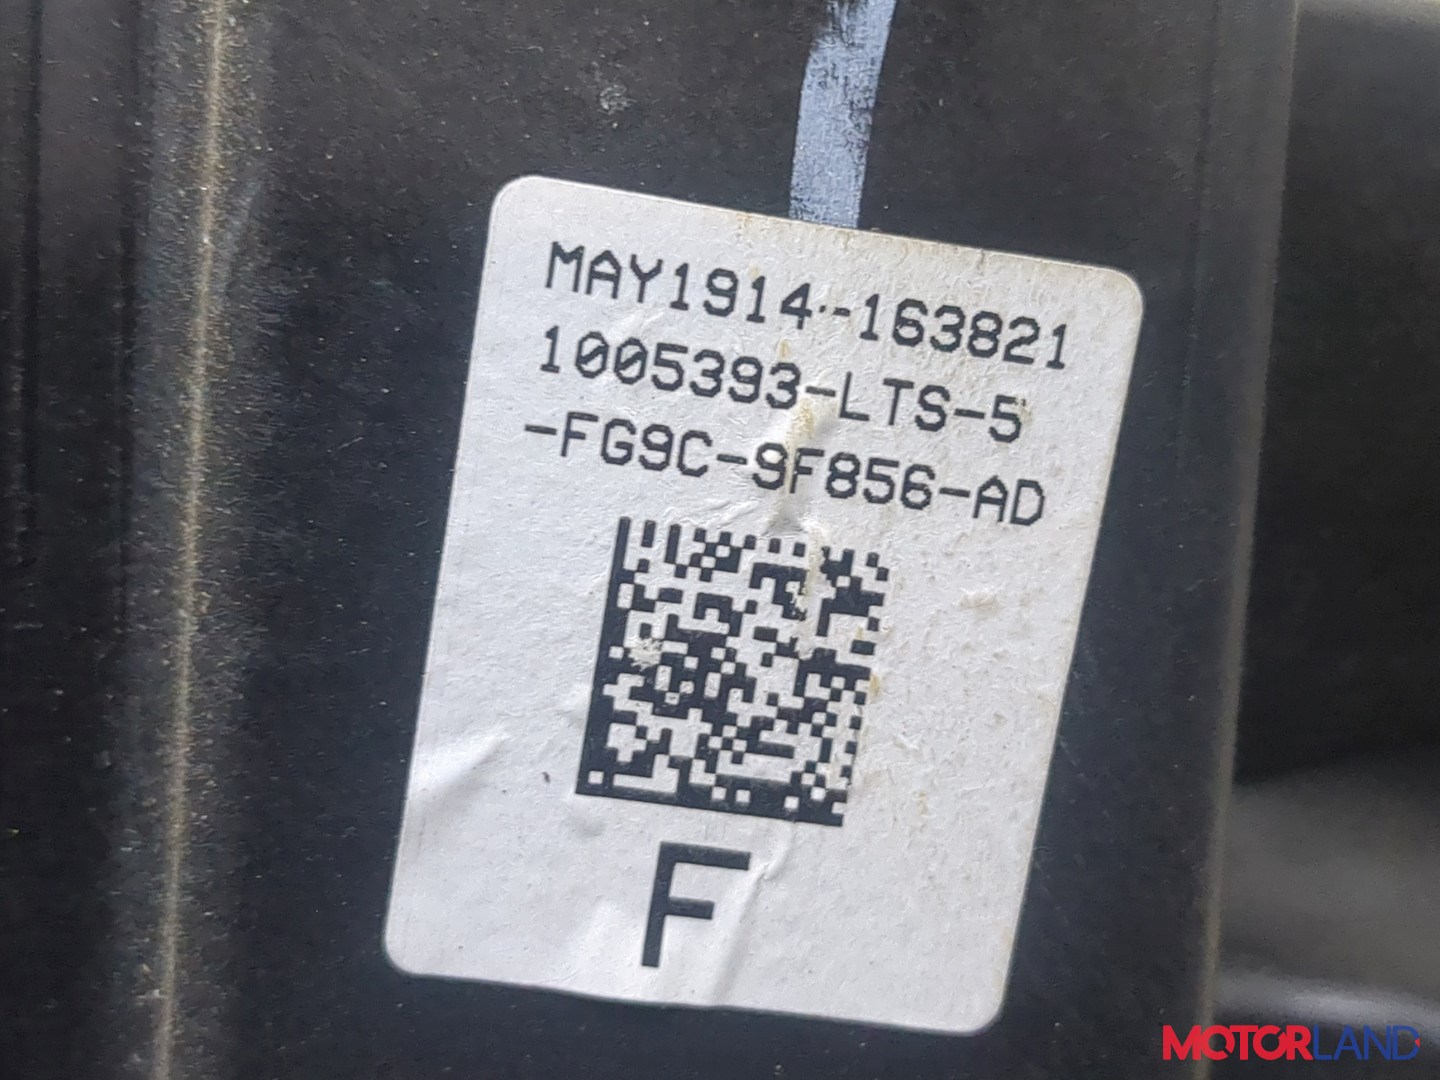 MAY1914--163821
1005393-LTS-5
-FG9C-9F856-AD
F
MOTORLAND